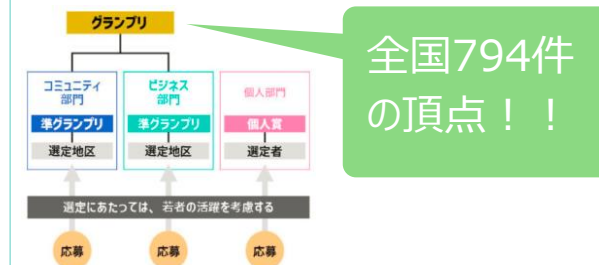 グランプリ
全国794件
の頂点！！
コミュニティ
部門
準グランプリ
選定地区
ビジネス
部門
準グランプリ
選定地区
個人部門
個人賞
選定者
選定にあたっては、若者の活躍を考慮する
応募
応募
応募